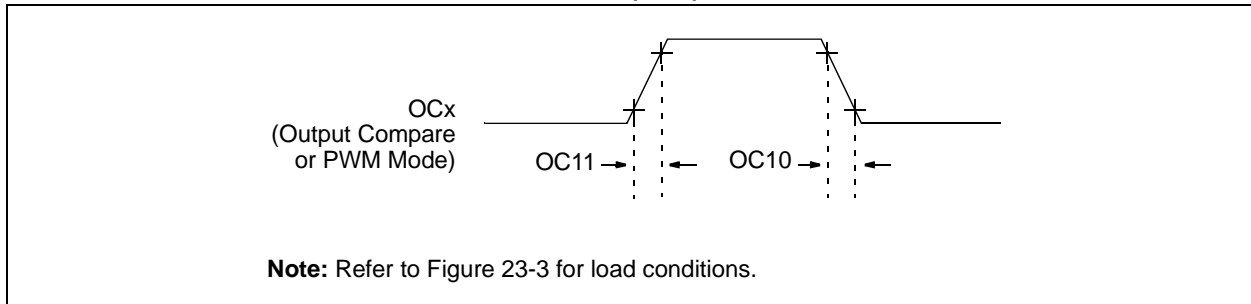 OCx
(Output Compare
or PWM Mode)
OC11
OC10
Note: Refer to Figure 23-3 for load conditions.